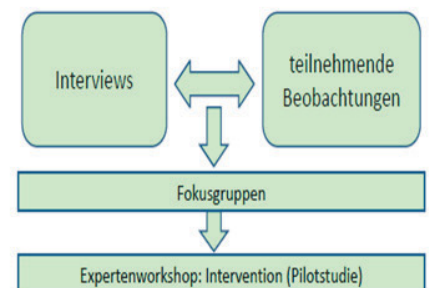 Interviews
teilnehmende
Beobachtungen
Fokusgruppen
Expertenworkshop: Intervention (Pilotstudie)